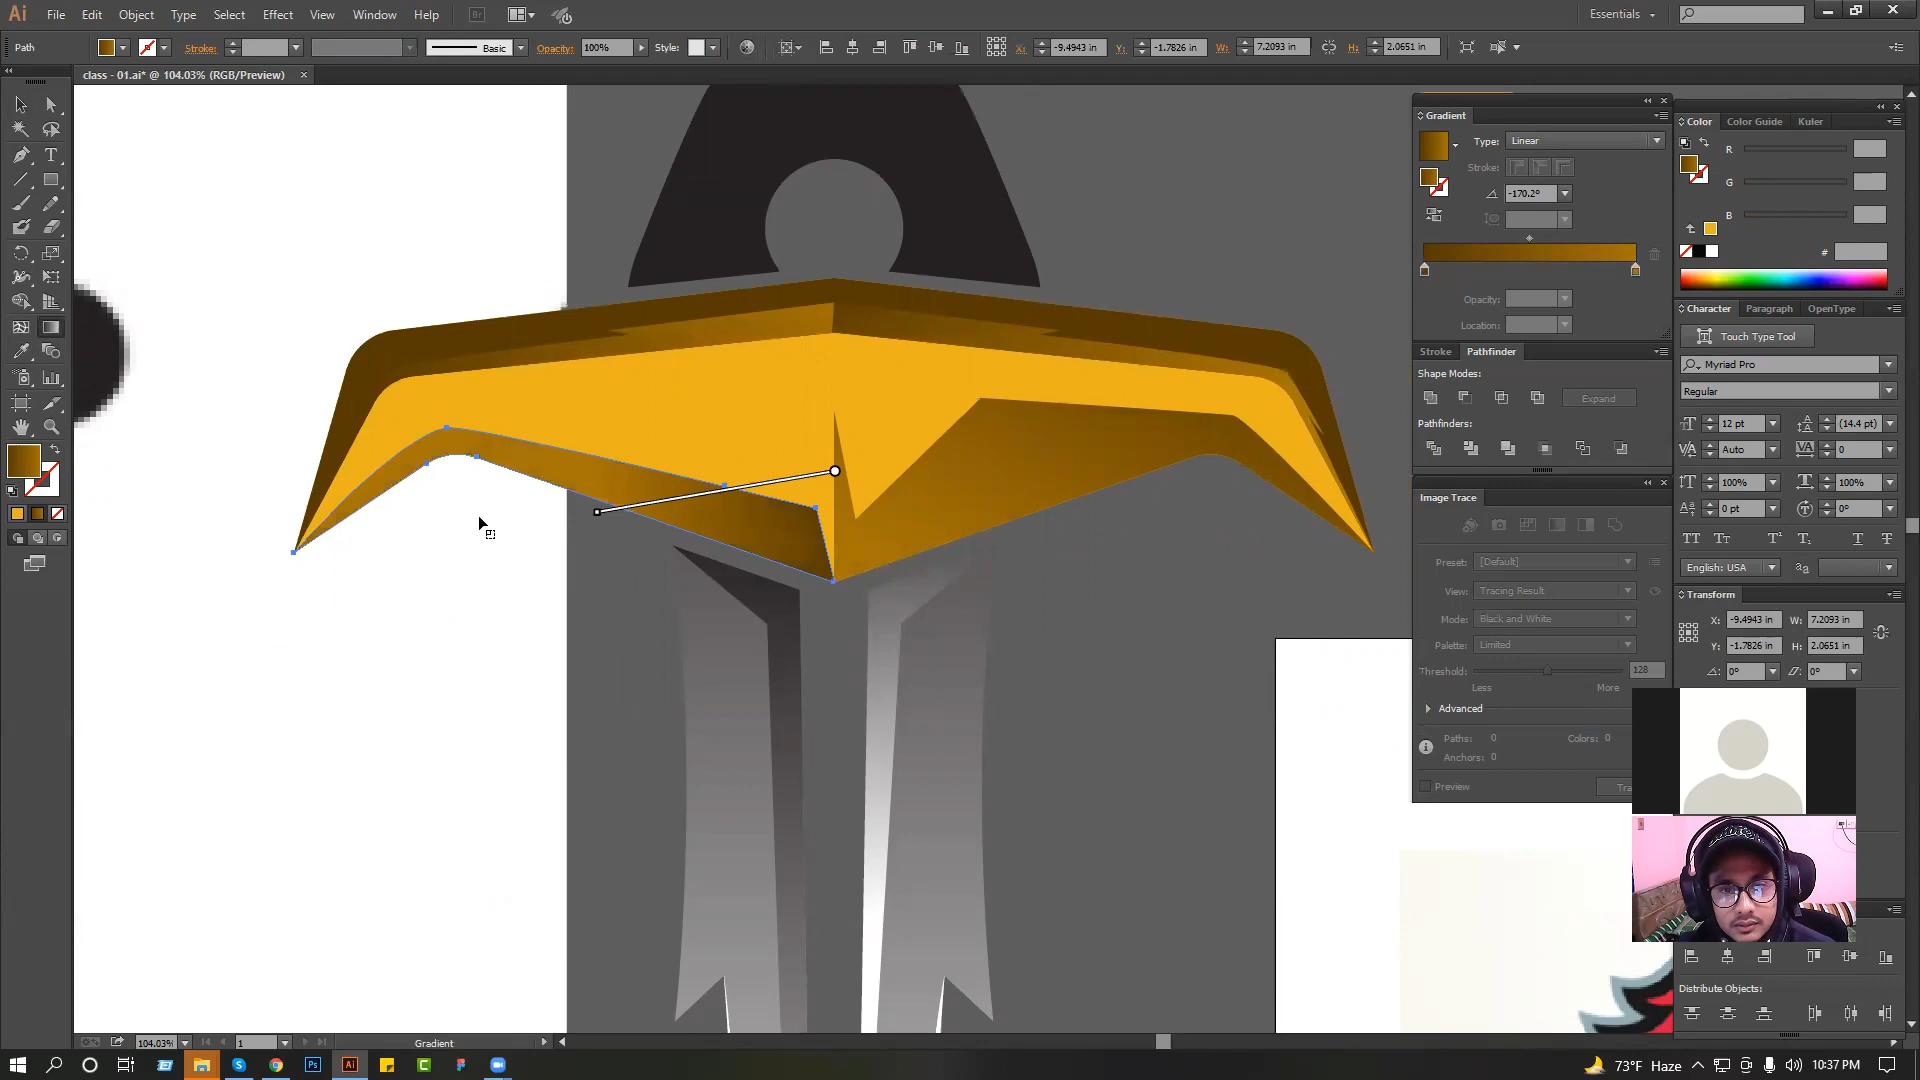 Ai File Edit Object Type Select Effect View Window Help Br Essentials
Path Stroke: Basic Opacity: 100% Style: X: -9.4943 in Y: -1.7826 in W: 7.2093 in H: 2.0651 in
class - 01.ai* @ 104.03% (RGB/Preview) ×
Gradient
Type: Linear
Stroke:
-170.2°
Opacity:
Location:
Stroke Pathfinder
Shape Modes:
Expand
Pathfinders:
Image Trace
Preset: [Default]
View: Tracing Result
Mode: Black and White
Palette: Limited
Threshold: 128
Less More
Advanced
Paths: 0 Colors: 0
Anchors: 0
Preview
Color Color Guide Kuler
R
G
B
#
Character Paragraph OpenType
Touch Type Tool
Myriad Pro
Regular
12 pt (14.4 pt)
Auto 0
100% 100%
0 pt 0°
English: USA
Transform
X: -9.4943 in W: 7.2093 in
Y: -1.7826 in H: 2.0651 in
0° 0°
Distribute Objects:
104.03% 1 Gradient
Ps Ai 73°F Haze 10:37 PM